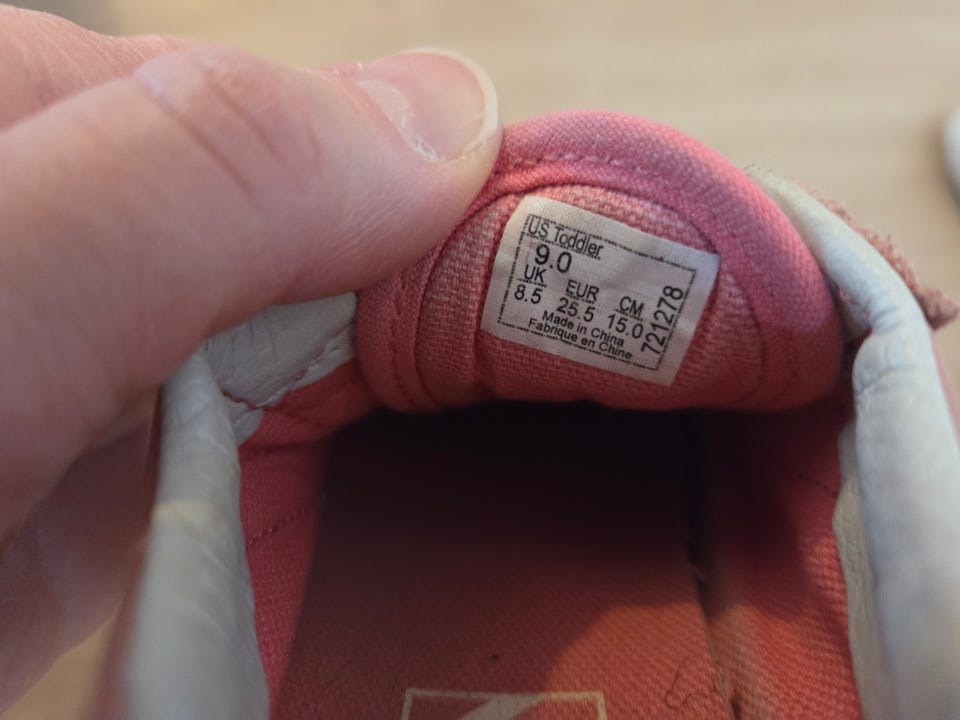 US Toddler
9.0
UK EUR CM
8.5 25.5 15.0
Made in China
Fabrique en Chine
721278